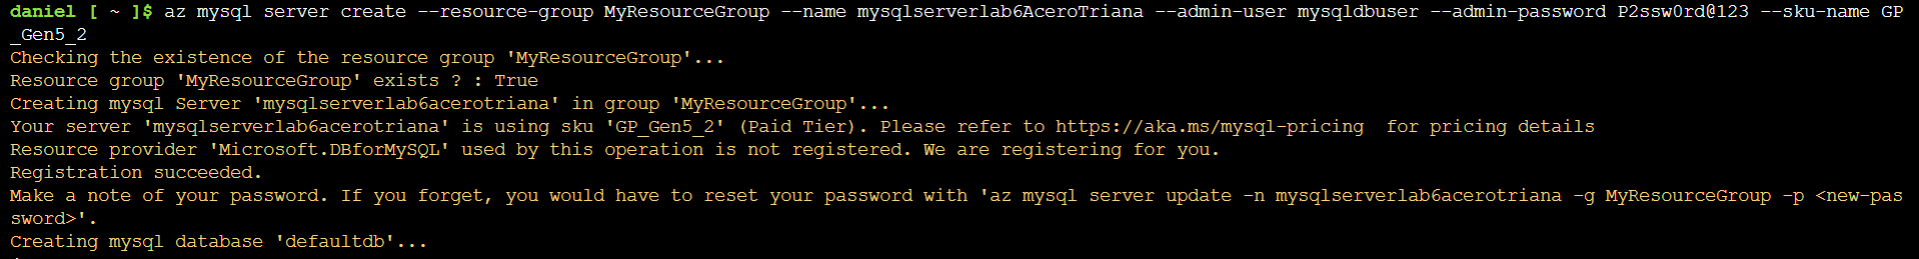 daniel [ ~ ]$ az mysql server create --resource-group MyResourceGroup --name mysqlserverlab6AceroTriana --admin-user mysqldbuser --admin-password P2ssw0rd@123 --sku-name GP
_Gen5_2
Checking the existence of the resource group 'MyResourceGroup'...
Resource group 'MyResourceGroup' exists ? : True
Creating mysql Server 'mysqlserverlab6acerotriana' in group 'MyResourceGroup'...
Your server 'mysqlserverlab6acerotriana' is using sku 'GP_Gen5_2' (Paid Tier). Please refer to https://aka.ms/mysql-pricing  for pricing details
Resource provider 'Microsoft.DBforMySQL' used by this operation is not registered. We are registering for you.
Registration succeeded.
Make a note of your password. If you forget, you would have to reset your password with 'az mysql server update -n mysqlserverlab6acerotriana -g MyResourceGroup -p <new-pas
sword>'.
Creating mysql database 'defaultdb'...